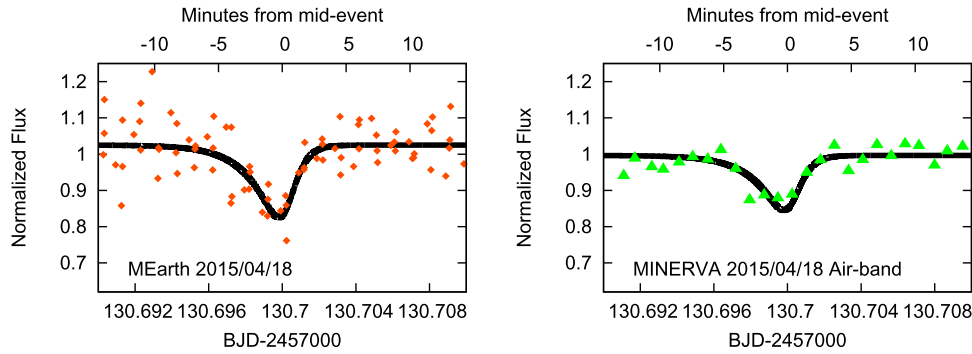 Minutes from mid-event
-10 -5 0 5 10
Normalized Flux
1.2
1.1
1
0.9
0.8
0.7
MEarth 2015/04/18
130.692 130.696 130.7 130.704 130.708
BJD-2457000
Minutes from mid-event
-10 -5 0 5 10
Normalized Flux
1.2
1.1
1
0.9
0.8
0.7
MINERVA 2015/04/18 Air-band
130.692 130.696 130.7 130.704 130.708
BJD-2457000